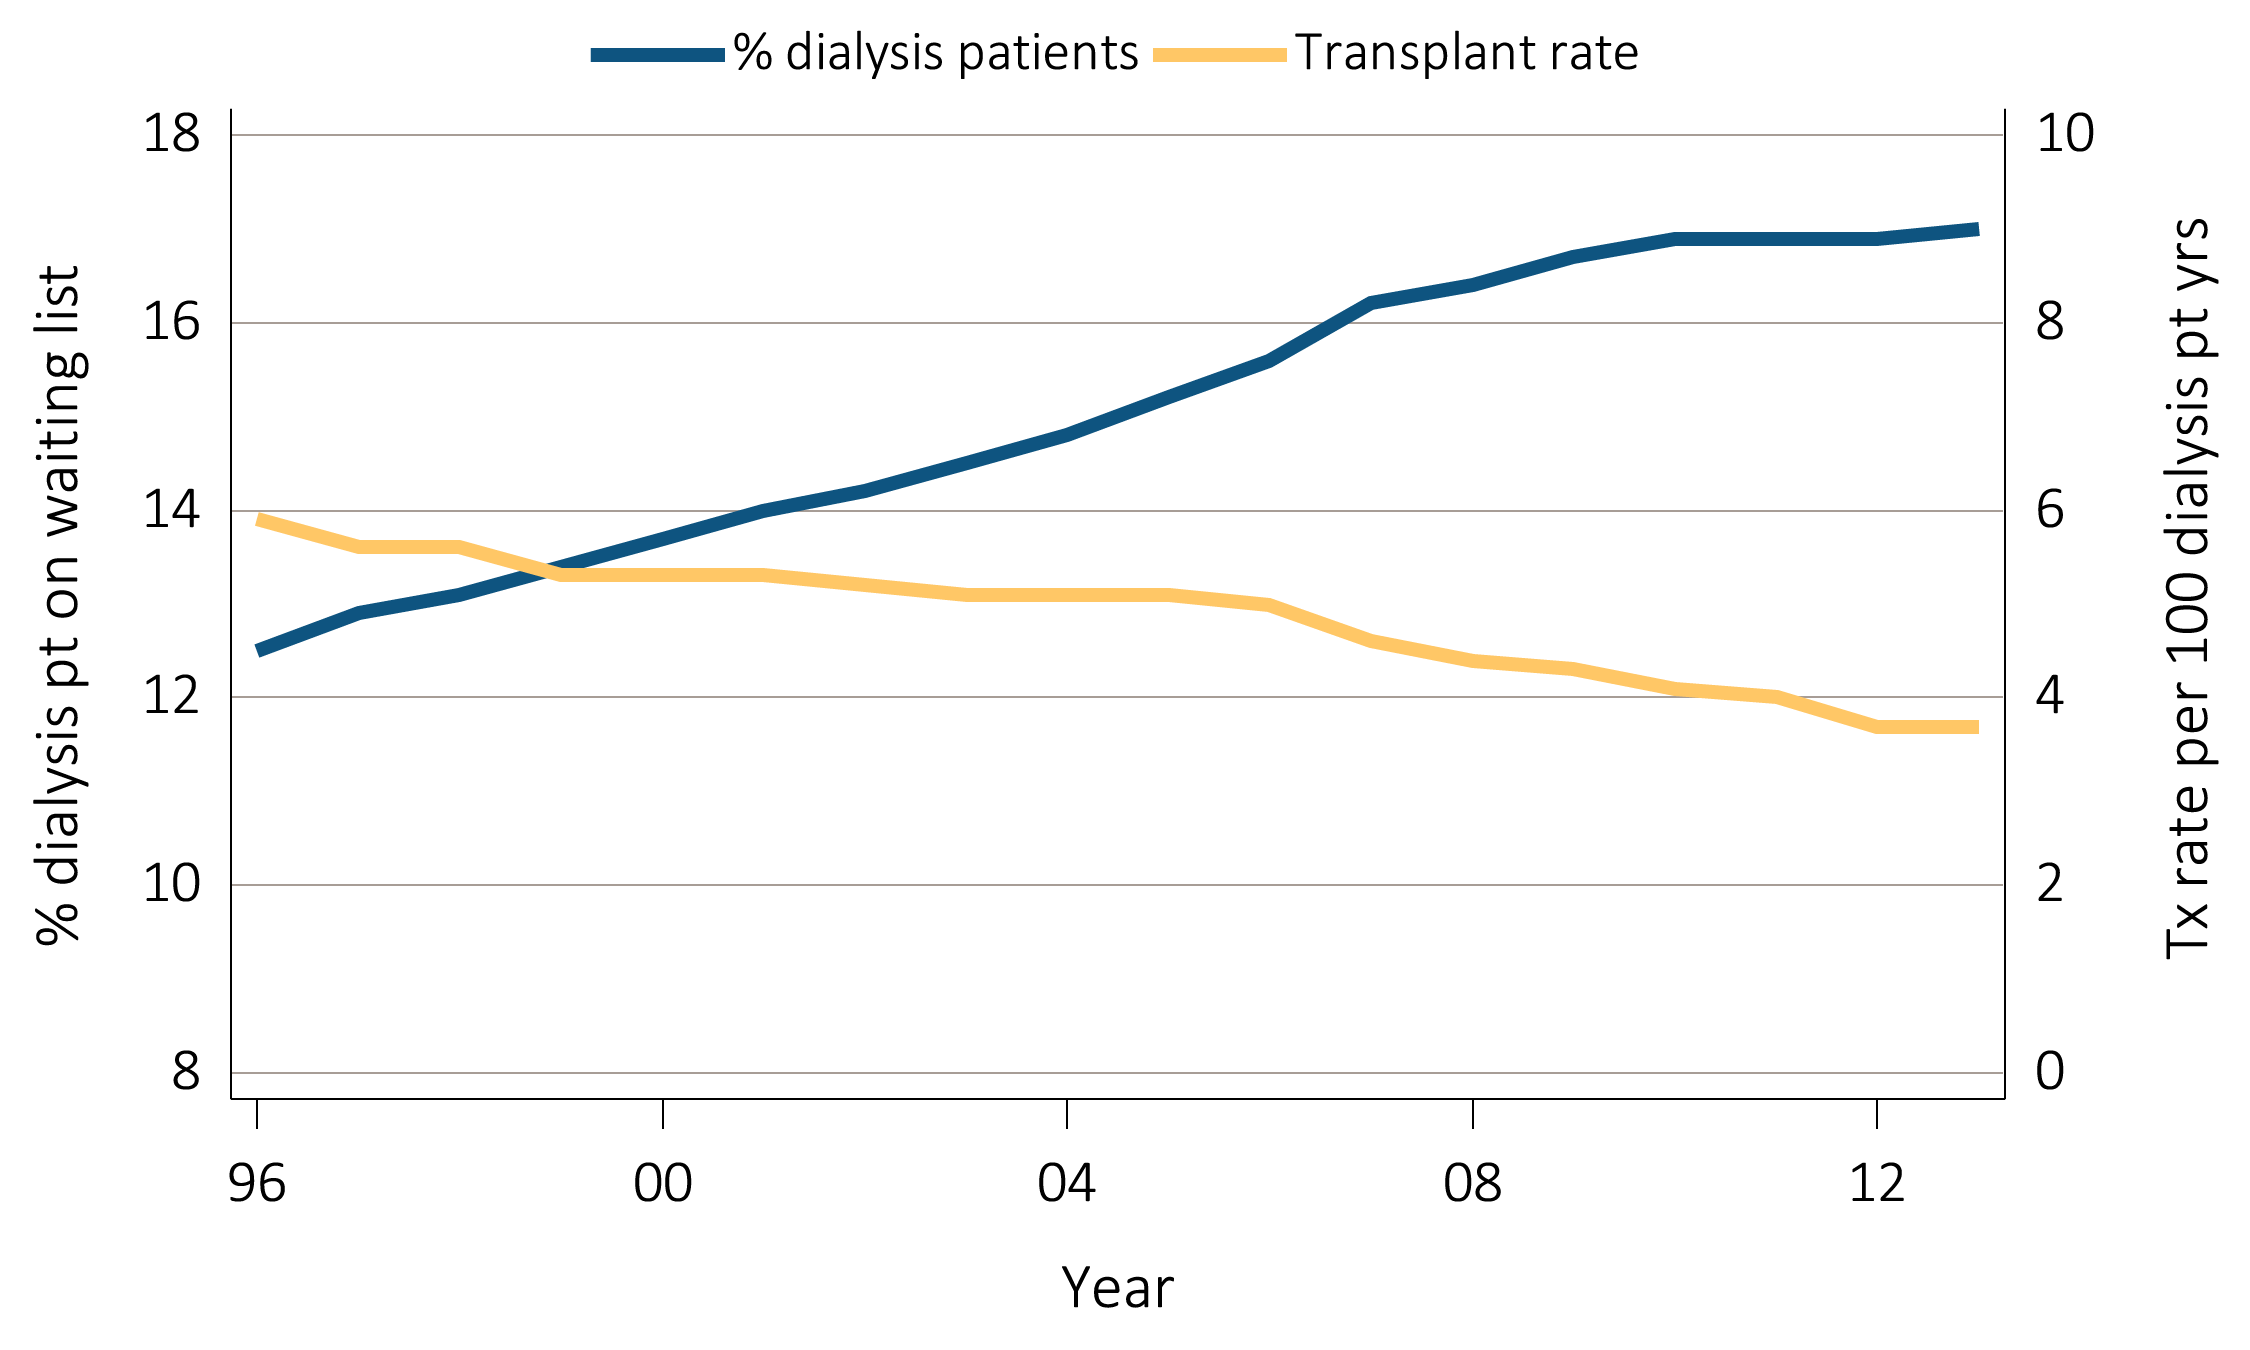 % dialysis patients Transplant rate
% dialysis pt on waiting list
18
16
14
12
10
8
10
8
6
4
2
0
Tx rate per 100 dialysis pt yrs
96 00 04 08 12
Year